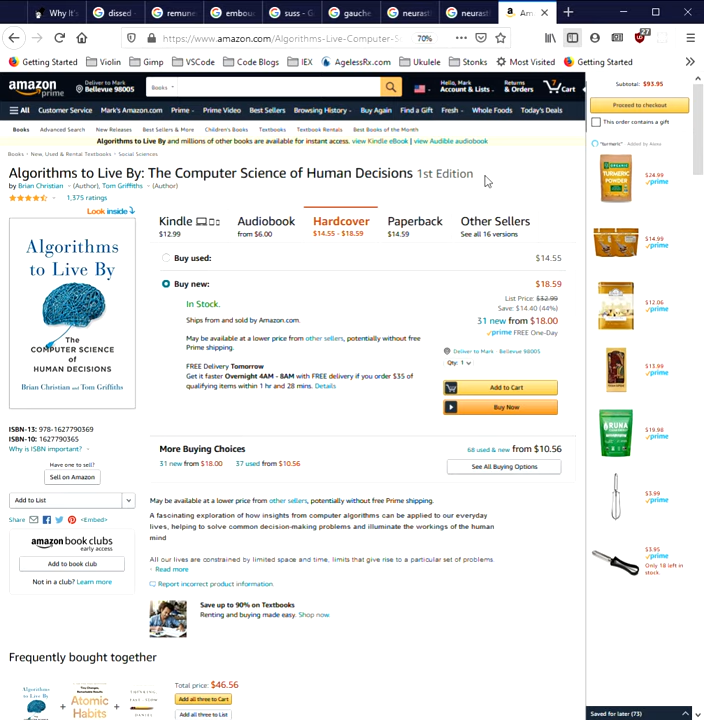 Why It's
dissed -
remune
embou
suss - G
gauche
neurast
neurast
Am
https://www.amazon.com/Algorithms-Live-Computer-S
70%
27
Getting Started
Violin
Gimp
VSCode
Code Blogs
IEX
AgelessRx.com
Ukulele
Stonks
Most Visited
Getting Started
amazon
prime
Deliver to Mark
Bellevue 98005
Books
Hello, Mark
Account & Lists
Returns
& Orders
7
Cart
All
Customer Service
Mark's Amazon.com
Prime
Prime Video
Best Sellers
Browsing History
Buy Again
Find a Gift
Fresh
Whole Foods
Today's Deals
Books
Advanced Search
New Releases
Best Sellers & More
Children's Books
Textbooks
Textbook Rentals
Best Books of the Month
Algorithms to Live By and millions of other books are available for instant access. view Kindle eBook | view Audible audiobook
Books › New, Used & Rental Textbooks › Social Sciences
Algorithms to Live By: The Computer Science of Human Decisions 1st Edition
by Brian Christian (Author), Tom Griffiths (Author)
1,375 ratings
Look inside
Algorithms
to Live By
The
COMPUTER SCIENCE
of
HUMAN DECISIONS
Brian Christian and Tom Griffiths
ISBN-13: 978-1627790369
ISBN-10: 1627790365
Why is ISBN important?
Have one to sell?
Sell on Amazon
Add to List
Share
<Embed>
amazon book clubs
early access
Add to book club
Not in a club? Learn more
Kindle
$12.99
Audiobook
from $6.00
Hardcover
$14.55 - $18.59
Paperback
$14.59
Other Sellers
See all 16 versions
Buy used:
$14.55
Buy new:
$18.59
In Stock.
Ships from and sold by Amazon.com.
May be available at a lower price from other sellers, potentially without free
Prime shipping.
FREE Delivery Tomorrow
Get it faster Overnight 4AM - 8AM with FREE delivery if you order $35 of
qualifying items within 1 hr and 28 mins. Details
List Price: $32.99
Save: $14.40 (44%)
31 new from $18.00
prime FREE One-Day
Deliver to Mark - Bellevue 98005
Qty: 1
Add to Cart
Buy Now
More Buying Choices
31 new from $18.00
37 used from $10.56
68 used & new from $10.56
See All Buying Options
May be available at a lower price from other sellers, potentially without free Prime shipping.
A fascinating exploration of how insights from computer algorithms can be applied to our everyday
lives, helping to solve common decision-making problems and illuminate the workings of the human
mind
All our lives are constrained by limited space and time, limits that give rise to a particular set of problems
Read more
Report incorrect product information.
Save up to 90% on Textbooks
Renting and buying made easy. Shop now.
Frequently bought together
Algorithms
to Live By
+
Atomic
Habits
+
Total price: $46.56
Add all three to Cart
Add all three to List
Subtotal: $93.95
Proceed to checkout
This order contains a gift
"turmeric" Added by Alexa
TURMERIC
POWDER
$24.99
prime
$14.99
prime
$12.06
prime
$13.99
prime
RUNA
$19.98
prime
$3.99
prime
$3.95
Only 18 left in
stock.
Saved for later (73)